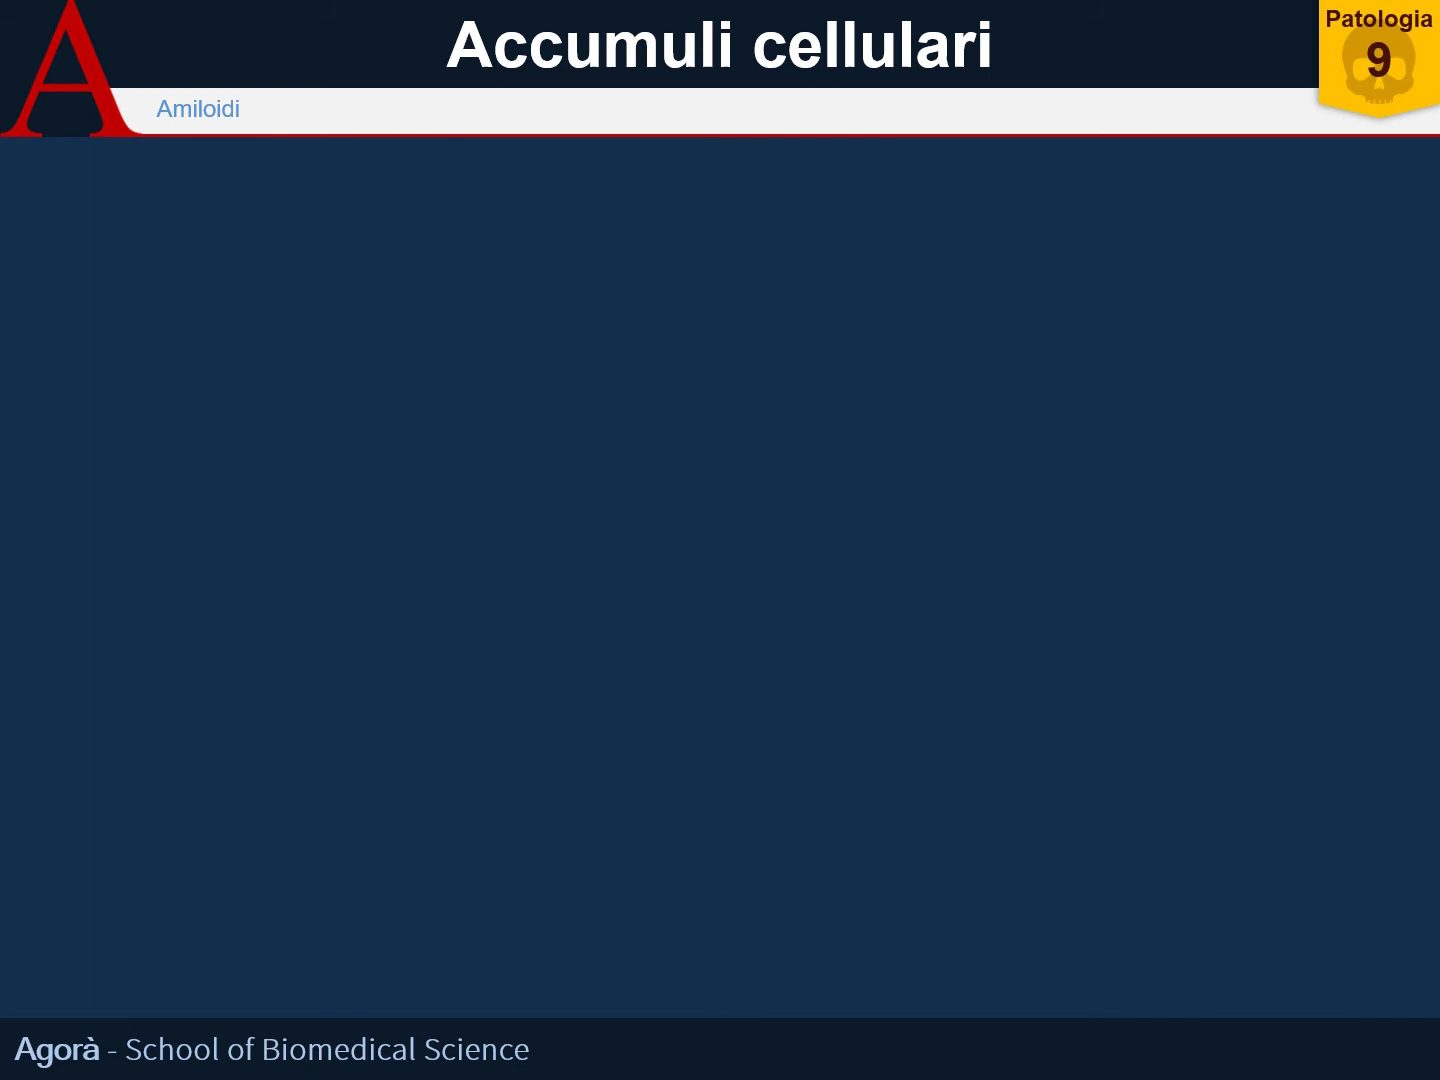 Accumuli cellulari
Patologia
9
A
Amiloidi
Agorà - School of Biomedical Science